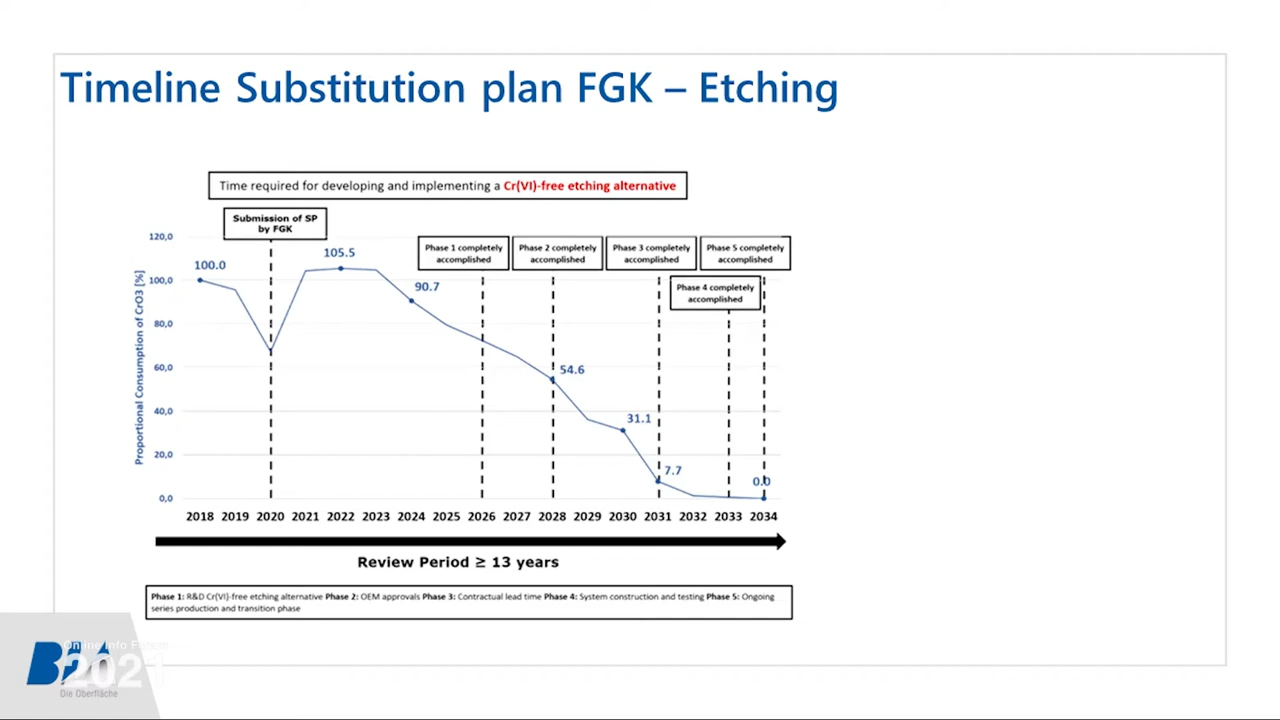 Timeline Substitution plan FGK – Etching
Time required for developing and implementing a Cr(VI)-free etching alternative
Submission of SP
by FGK
Phase 1 completely
accomplished
Phase 2 completely
accomplished
Phase 3 completely
accomplished
Phase 5 completely
accomplished
Phase 4 completely
accomplished
Proportional Consumption of CrO3 [%]
120,0
100,0
80,0
60,0
40,0
20,0
0,0
100.0
105.5
90.7
54.6
31.1
7.7
0.0
2018 2019 2020 2021 2022 2023 2024 2025 2026 2027 2028 2029 2030 2031 2032 2033 2034
Review Period ≥ 13 years
Phase 1: R&D Cr(VI)-free etching alternative Phase 2: OEM approvals Phase 3: Contractual lead time Phase 4: System construction and testing Phase 5: Ongoing
series production and transition phase
Online Info
2021
Die Oberfläche